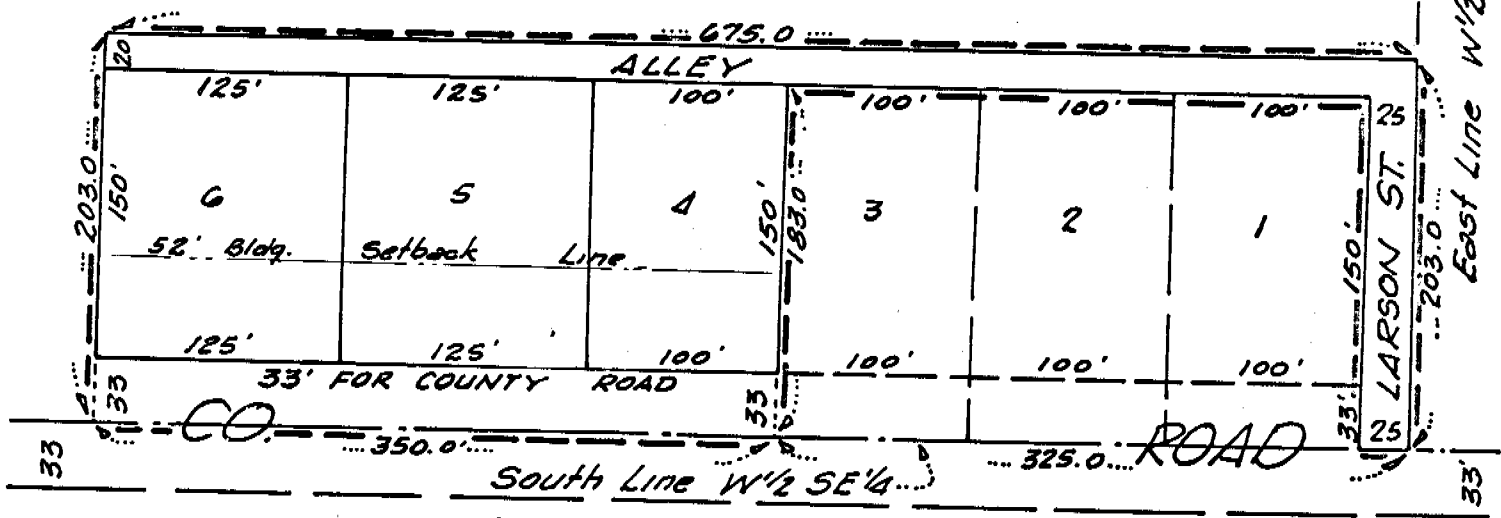 675.0
20
ALLEY
125' 125' 100' 100' 100' 100' 25
203.0
150'
6 5 4 150' 183.0 3 2 1 150' LARSON ST. 203.0 East Line W1/2
52' Bldg. Setback Line
125' 125' 100' 100' 100' 100'
33 33' FOR COUNTY ROAD 33 33' 25
CO. ROAD
33 350.0' 325.0 33'
South Line W1/2 SE1/4